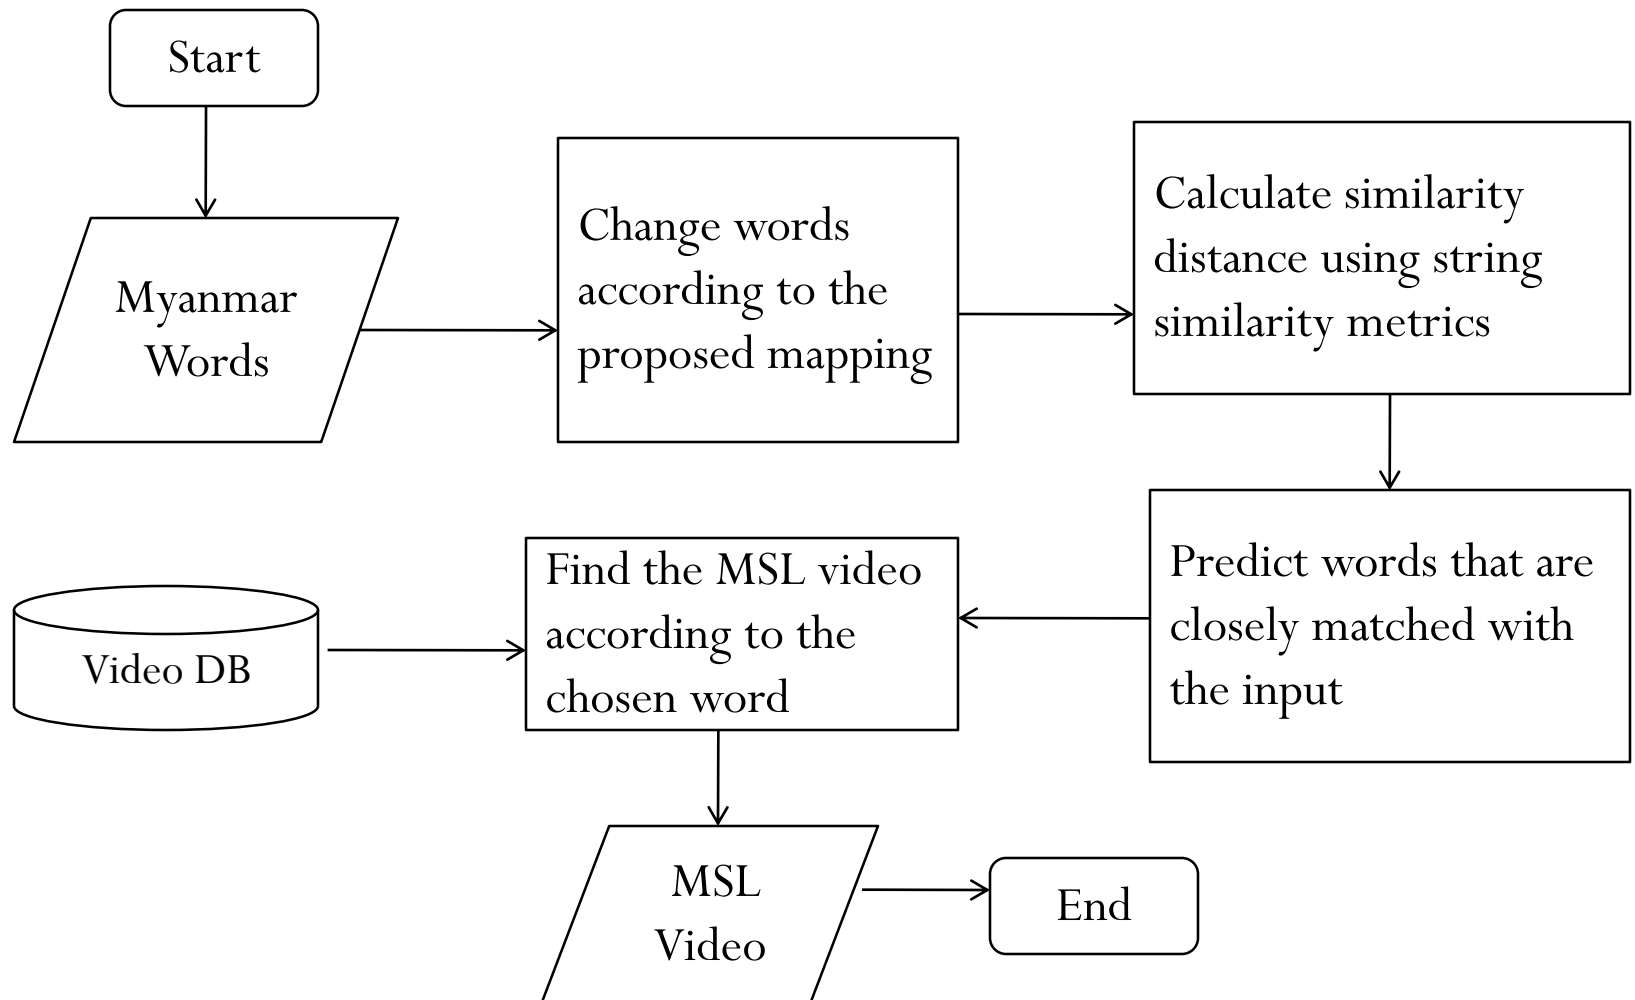 Start
Myanmar
Words
Change words
according to the
proposed mapping
Calculate similarity
distance using string
similarity metrics
Predict words that are
closely matched with
the input
Find the MSL video
according to the
chosen word
Video DB
MSL
Video
End